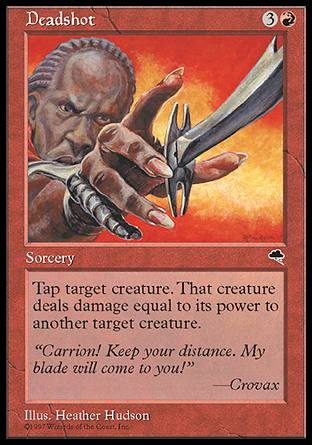 Deadshot 3
Sorcery
Tap target creature. That creature
deals damage equal to its power to
another target creature.
“Carrion! Keep your distance. My
blade will come to you!”
—Crovax
Illus. Heather Hudson
©1997 Wizards of the Coast, Inc.